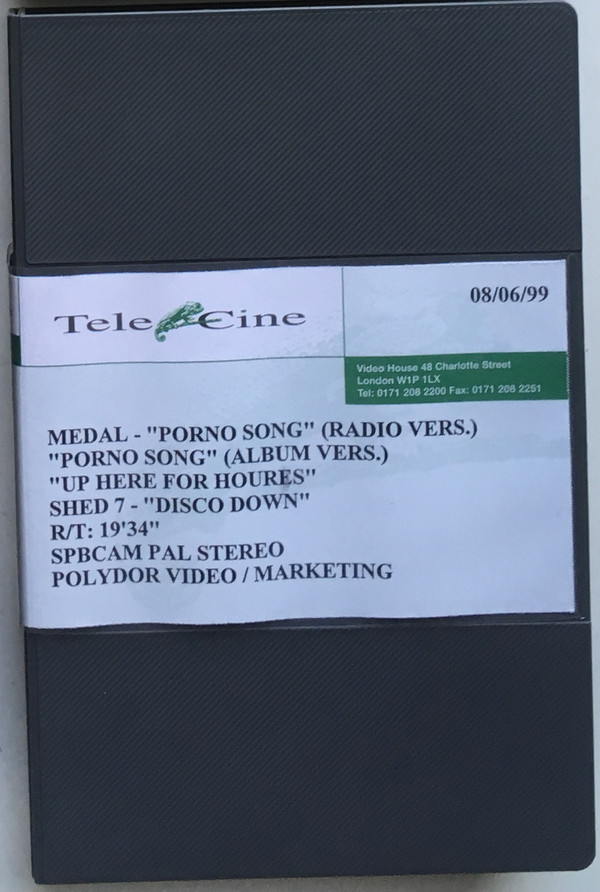 Tele Cine
08/06/99
Video House 48 Charlotte Street
London W1P 1LX
Tel: 0171 208 2200 Fax: 0171 208 2251
MEDAL - "PORNO SONG" (RADIO VERS.)
"PORNO SONG" (ALBUM VERS.)
"UP HERE FOR HOURES"
SHED 7 - "DISCO DOWN"
R/T: 19'34"
SPBCAM PAL STEREO
POLYDOR VIDEO / MARKETING